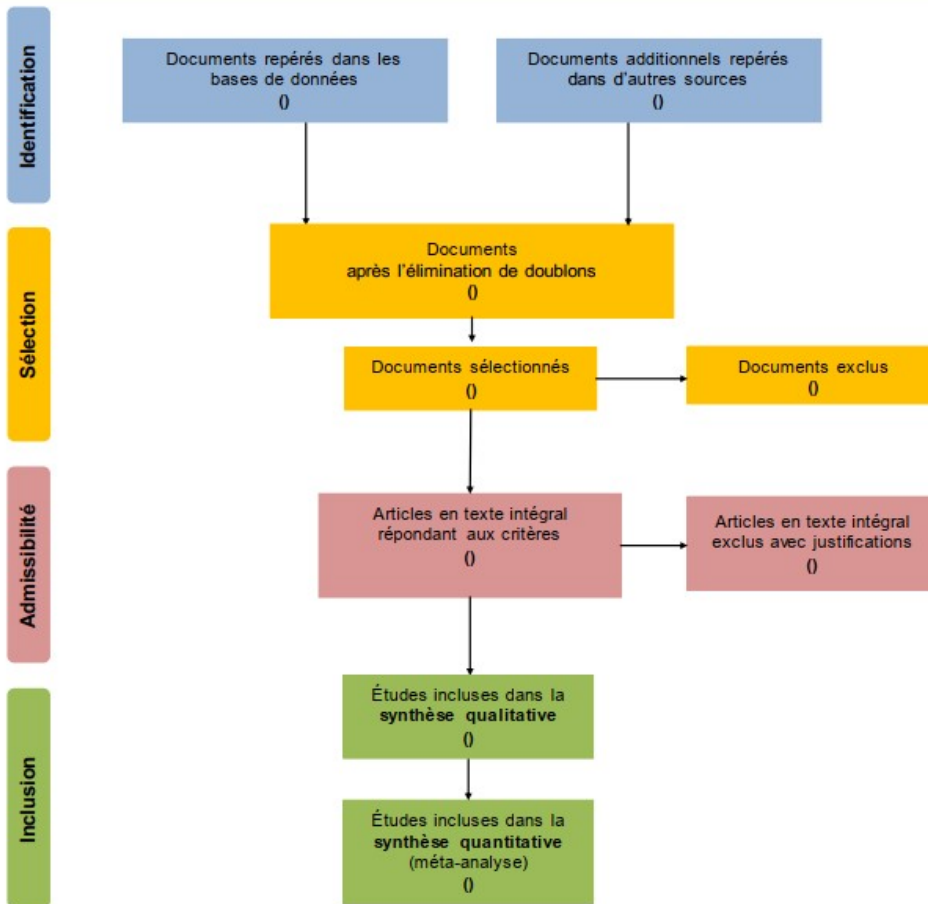 Identification
Documents repérés dans les
bases de données
()
Documents additionnels repérés
dans d'autres sources
()
Sélection
Documents
après l'élimination de doublons
()
Documents sélectionnés
()
Documents exclus
()
Admissibilité
Articles en texte intégral
répondant aux critères
()
Articles en texte intégral
exclus avec justifications
()
Inclusion
Études incluses dans la
synthèse qualitative
()
Études incluses dans la
synthèse quantitative
(méta-analyse)
()